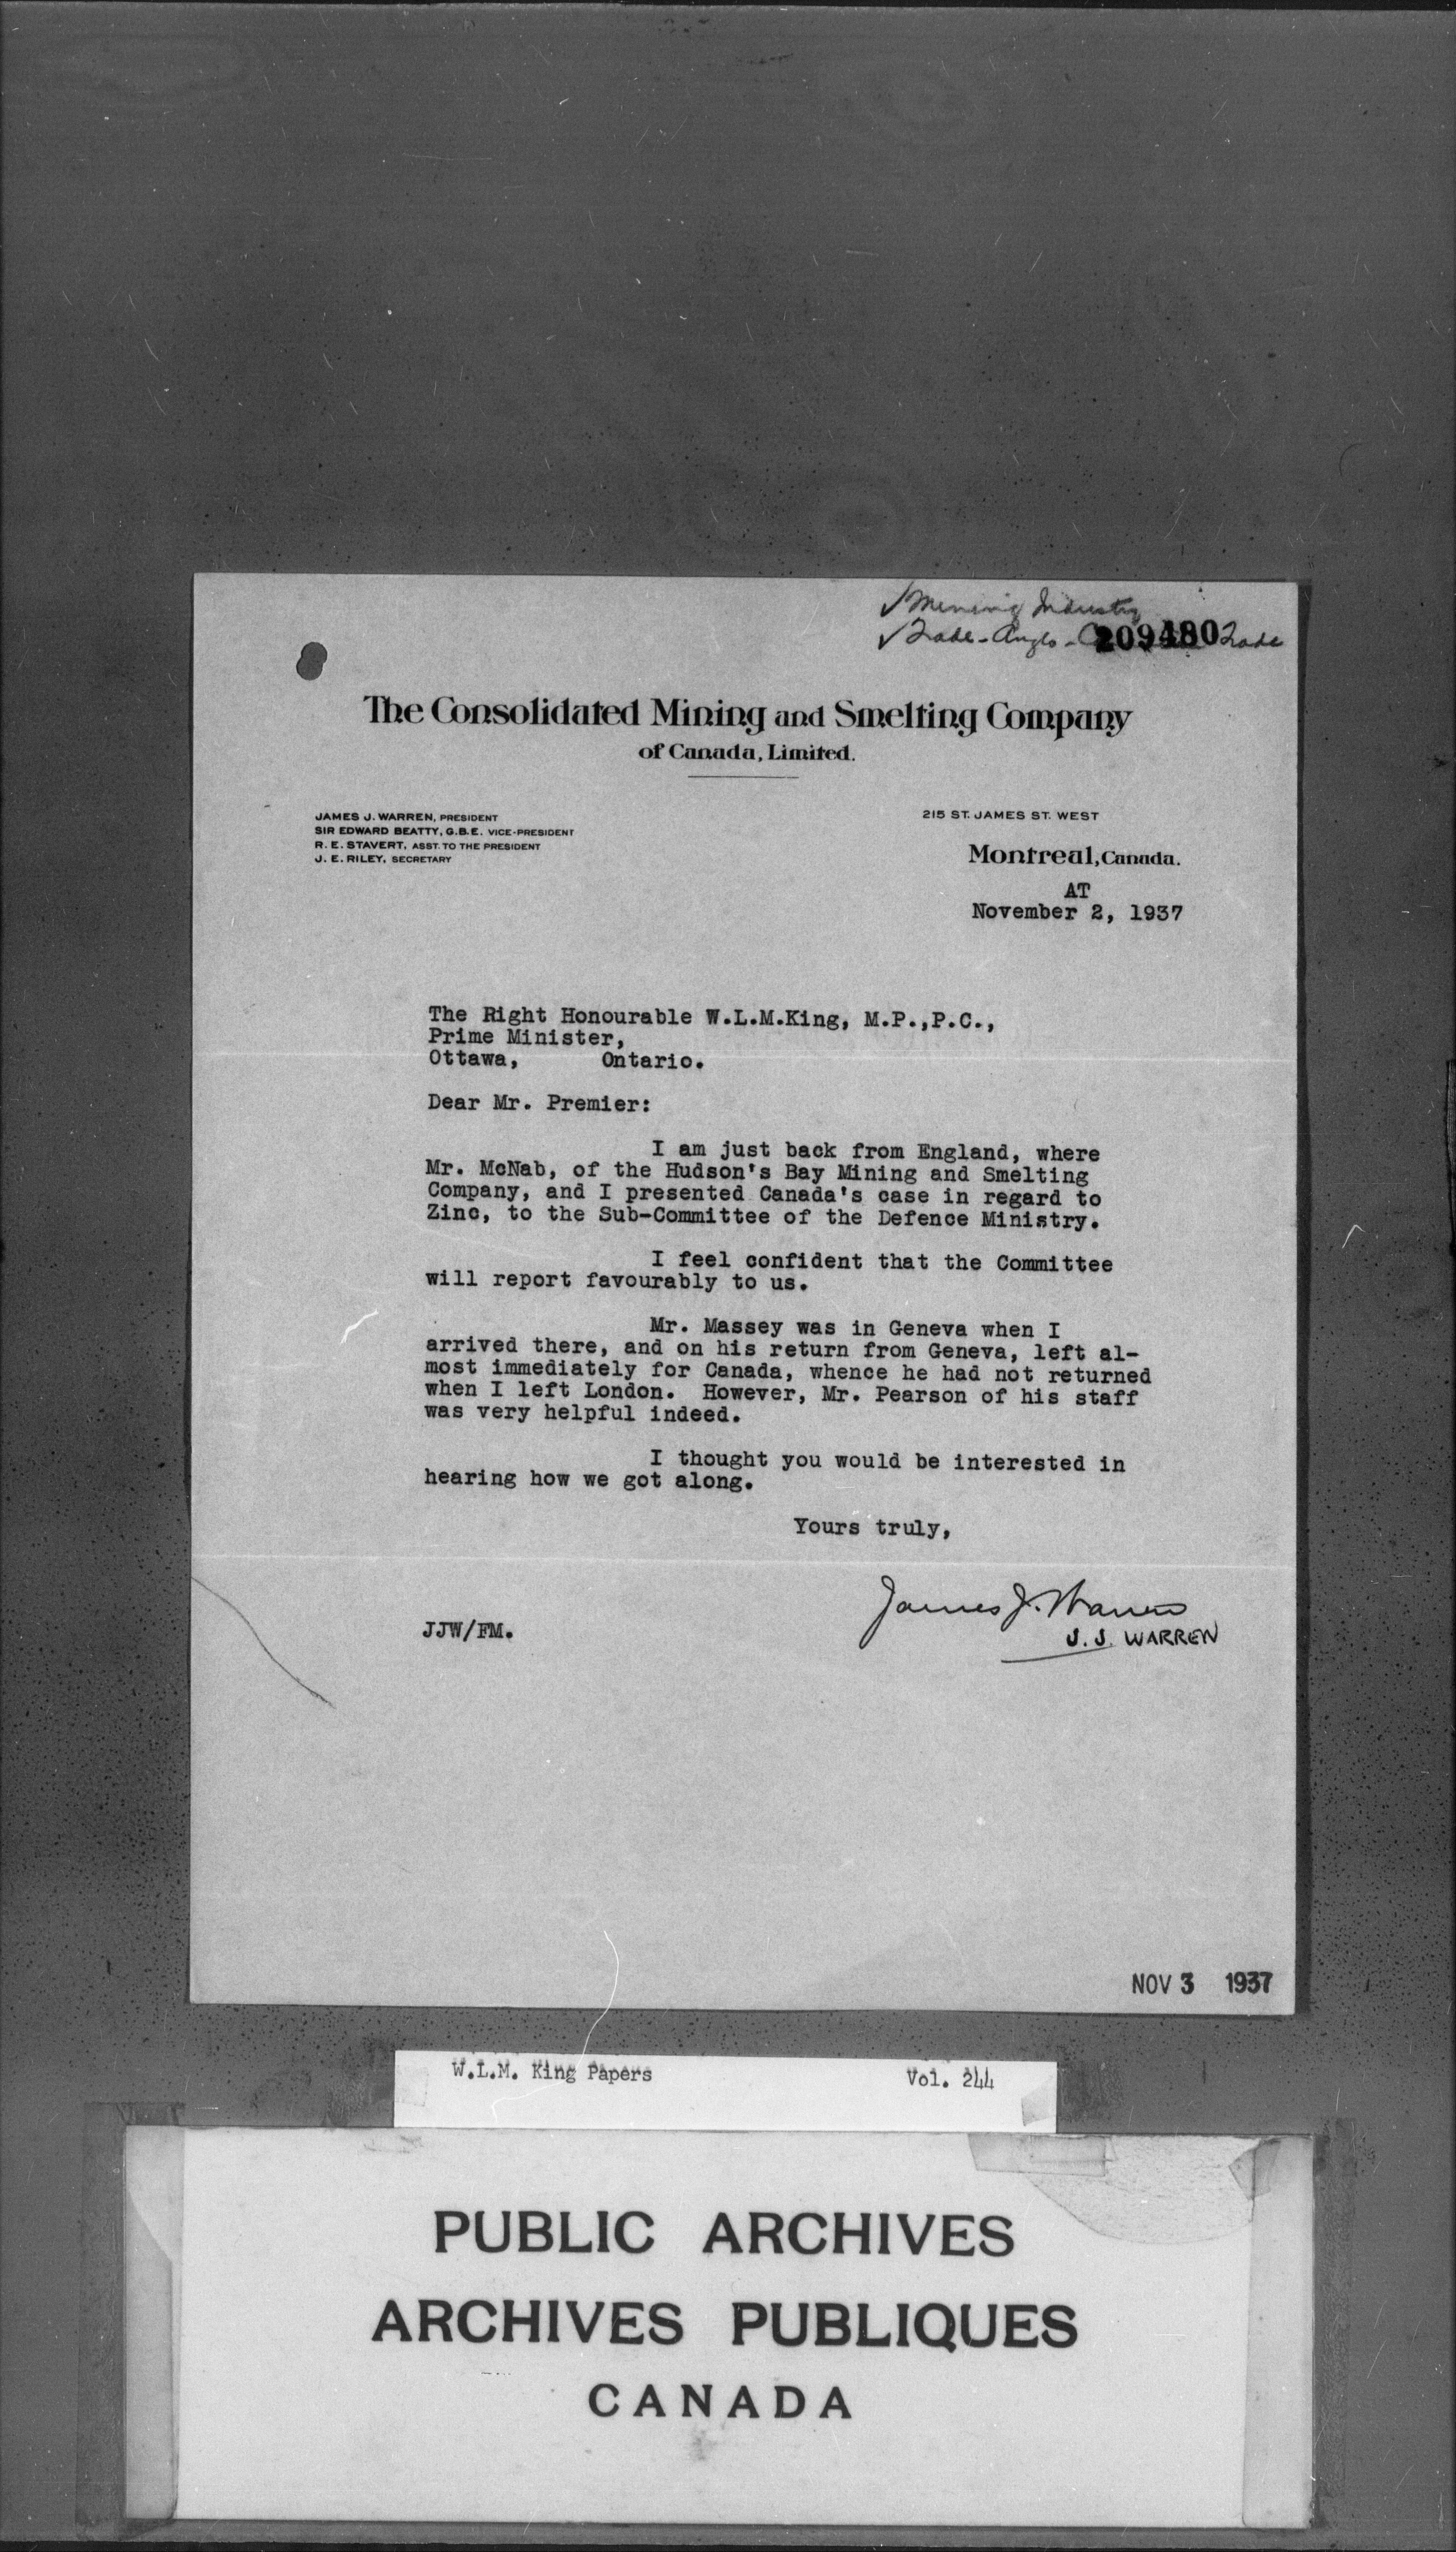 ✓Mining Industry
✓Trade-Anglo- 209480 Trade
The Consolidated Mining and Smelting Company
of Canada, Limited.
JAMES J. WARREN, PRESIDENT
SIR EDWARD BEATTY, G.B.E. VICE-PRESIDENT
R. E. STAVERT, ASST. TO THE PRESIDENT
J. E. RILEY, SECRETARY
215 ST. JAMES ST. WEST
Montreal, Canada.
AT
November 2, 1937
The Right Honourable W.L.M.King, M.P.,P.C.,
Prime Minister,
Ottawa, Ontario.
Dear Mr. Premier:
I am just back from England, where
Mr. McNab, of the Hudson's Bay Mining and Smelting
Company, and I presented Canada's case in regard to
Zinc, to the Sub-Committee of the Defence Ministry.
I feel confident that the Committee
will report favourably to us.
Mr. Massey was in Geneva when I
arrived there, and on his return from Geneva, left al-
most immediately for Canada, whence he had not returned
when I left London. However, Mr. Pearson of his staff
was very helpful indeed.
I thought you would be interested in
hearing how we got along.
Yours truly,
James J. Warren
J. J. WARREN
JJW/FM.
NOV 3 1937
W.L.M. King Papers Vol. 244
PUBLIC ARCHIVES
ARCHIVES PUBLIQUES
CANADA